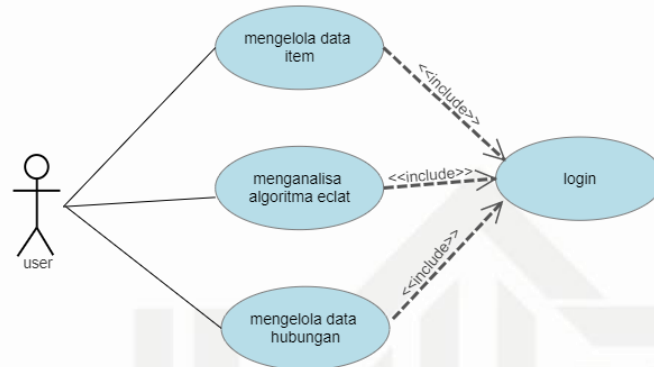 mengelola data
item
<<include>>
menganalisa
algoritma eclat
<<include>>
login
user
<<include>>
mengelola data
hubungan